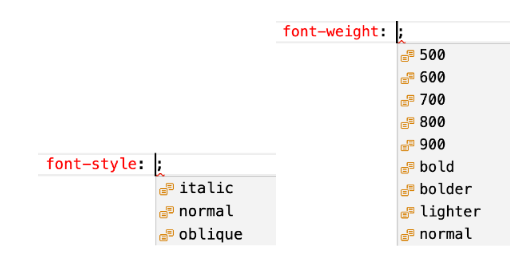 font-weight: ;
500
600
700
800
900
bold
bolder
lighter
normal
font-style: ;
italic
normal
oblique